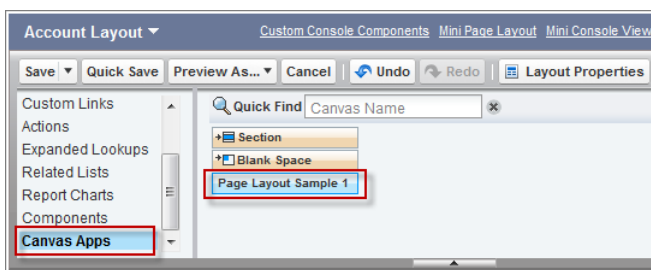 Account Layout ▼ Custom Console Components Mini Page Layout Mini Console View
Save ▼ Quick Save Preview As... ▼ Cancel Undo Redo Layout Properties
Custom Links
Actions
Expanded Lookups
Related Lists
Report Charts
Components
Canvas Apps
Quick Find Canvas Name
Section
Blank Space
Page Layout Sample 1